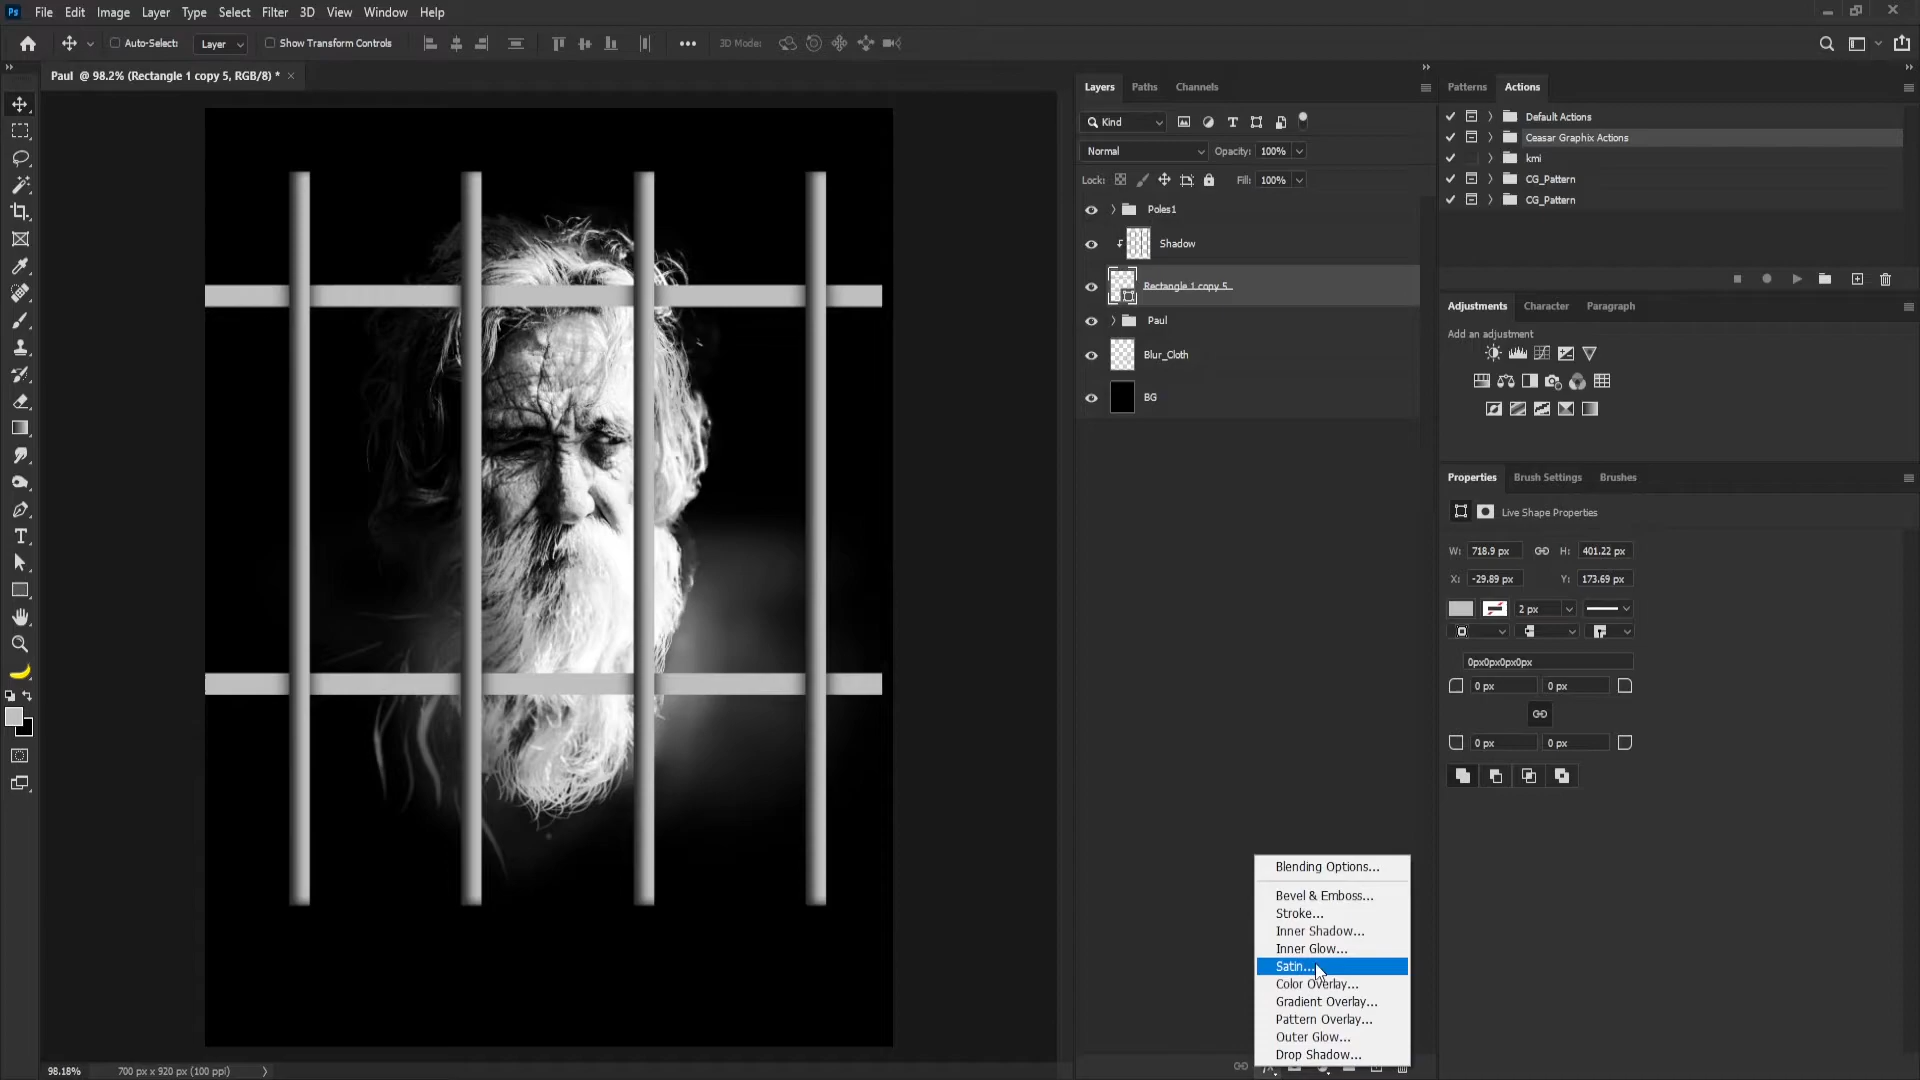 Ps File Edit Image Layer Type Select Filter 3D View Window Help
Auto-Select: Layer Show Transform Controls 3D Mode:
Paul @ 98.2% (Rectangle 1 copy 5, RGB/8) *
Layers Paths Channels
Kind
Normal Opacity: 100%
Lock: Fill: 100%
Poles1
Shadow
Rectangle 1 copy 5
Paul
Blur_Cloth
BG
Patterns Actions
Default Actions
Ceasar Graphix Actions
kmi
CG_Pattern
CG_Pattern
Adjustments Character Paragraph
Add an adjustment
Properties Brush Settings Brushes
Live Shape Properties
W: 718.9 px H: 401.22 px
X: -29.89 px Y: 173.69 px
2 px
0px0px0px0px
0 px 0 px
0 px 0 px
Blending Options...
Bevel & Emboss...
Stroke...
Inner Shadow...
Inner Glow...
Satin...
Color Overlay...
Gradient Overlay...
Pattern Overlay...
Outer Glow...
Drop Shadow...
98.18% 700 px x 920 px (100 ppi)